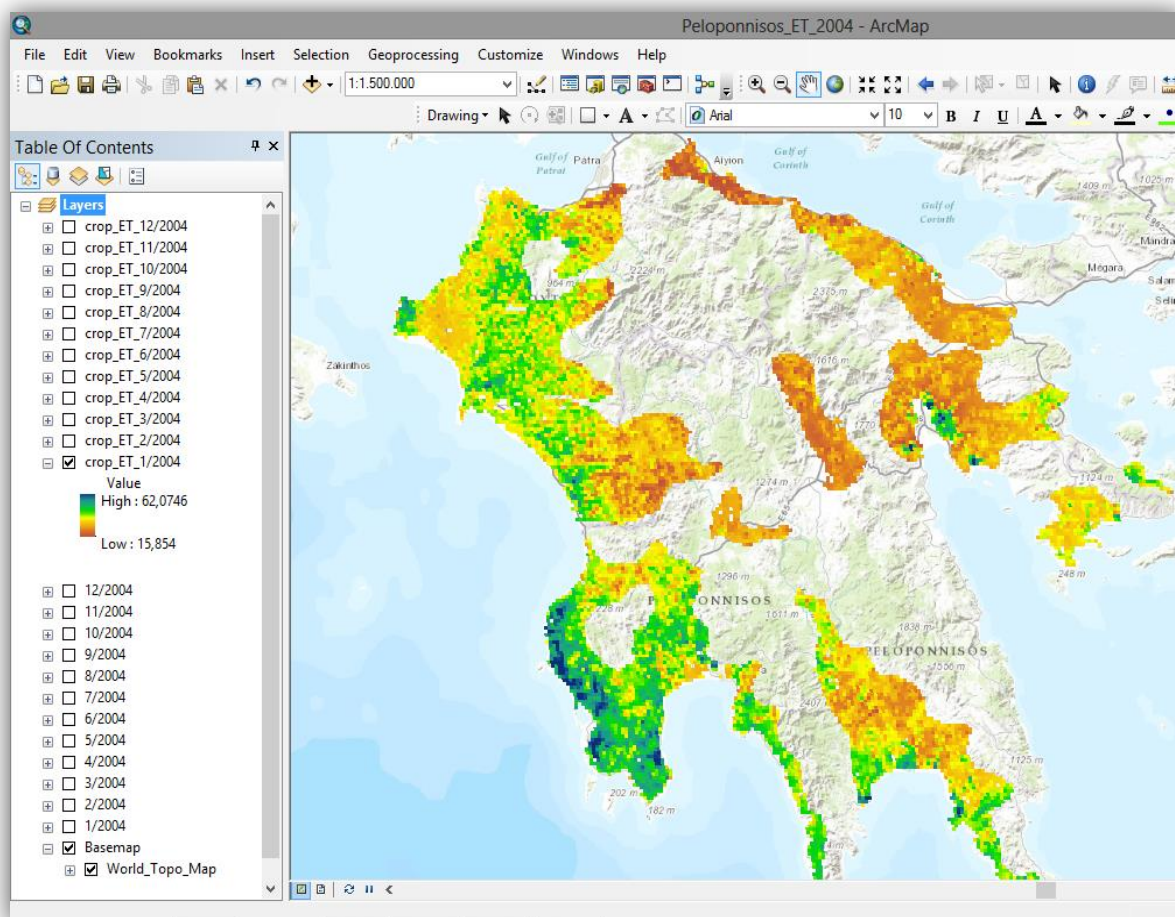 Peloponnisos_ET_2004 - ArcMap
File Edit View Bookmarks Insert Selection Geoprocessing Customize Windows Help
1:1.500.000
Drawing A Arial 10 B I U A
Table Of Contents
Layers
crop_ET_12/2004
crop_ET_11/2004
crop_ET_10/2004
crop_ET_9/2004
crop_ET_8/2004
crop_ET_7/2004
crop_ET_6/2004
crop_ET_5/2004
crop_ET_4/2004
crop_ET_3/2004
crop_ET_2/2004
crop_ET_1/2004
Value
High : 62,0746
Low : 15,854
12/2004
11/2004
10/2004
9/2004
8/2004
7/2004
6/2004
5/2004
4/2004
3/2004
2/2004
1/2004
Basemap
World_Topo_Map
Gulf of
Patrai
Patra
Aiyion
Gulf of
Corinth
Gulf of
Corinth
1409 m
1025 m
Mandra
Mégara
Salam
2224 m
964 m
2375 m
Zakinthos
1616 m
1770
1274 m
1124 m
248 m
1296 m
228 m
ONNISOS
1611 m
1838 m
PELOPONNISOS
1556 m
2407
1125 m
202 m
182 m